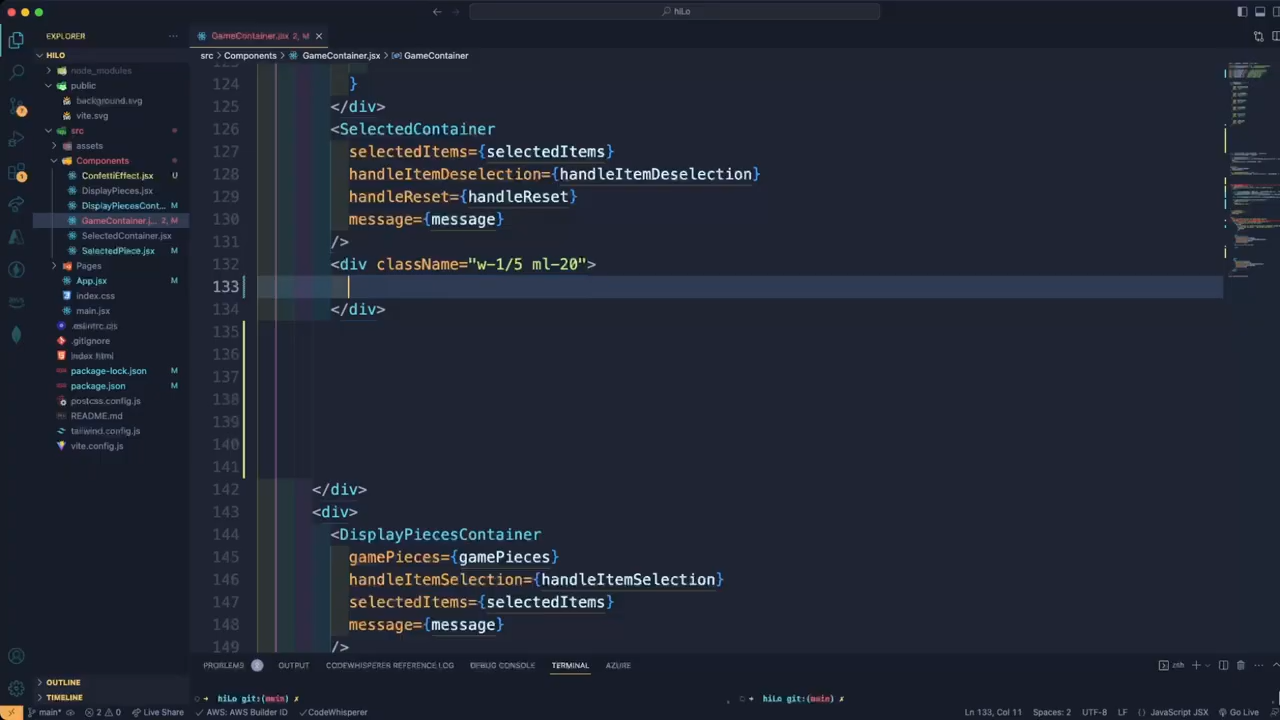 hiLo
EXPLORER
GameContainer.jsx 2, M
HILO
src > Components > GameContainer.jsx > GameContainer
node_modules
public
background.svg
vite.svg
src
assets
Components
ConfettiEffect.jsx U
DisplayPieces.jsx
DisplayPiecesCont... M
GameContainer.j... 2, M
SelectedContainer.jsx
SelectedPiece.jsx M
Pages
App.jsx M
index.css
main.jsx
.eslintrc.cjs
.gitignore
index.html
package-lock.json M
package.json M
postcss.config.js
README.md
tailwind.config.js
vite.config.js
OUTLINE
TIMELINE
124 }
125 </div>
126 <SelectedContainer
127 selectedItems={selectedItems}
128 handleItemDeselection={handleItemDeselection}
129 handleReset={handleReset}
130 message={message}
131 />
132 <div className="w-1/5 ml-20">
133
134 </div>
135
136
137
138
139
140
141
142 </div>
143 <div>
144 <DisplayPiecesContainer
145 gamePieces={gamePieces}
146 handleItemSelection={handleItemSelection}
147 selectedItems={selectedItems}
148 message={message}
149 />
PROBLEMS OUTPUT CODEWHISPERER REFERENCE LOG DEBUG CONSOLE TERMINAL AZURE
zsh
hiLo git:(main) ✗
hiLo git:(main) ✗
main* 2 0 Live Share AWS: AWS Builder ID CodeWhisperer
Ln 133, Col 11 Spaces: 2 UTF-8 LF { } JavaScript JSX Go Live